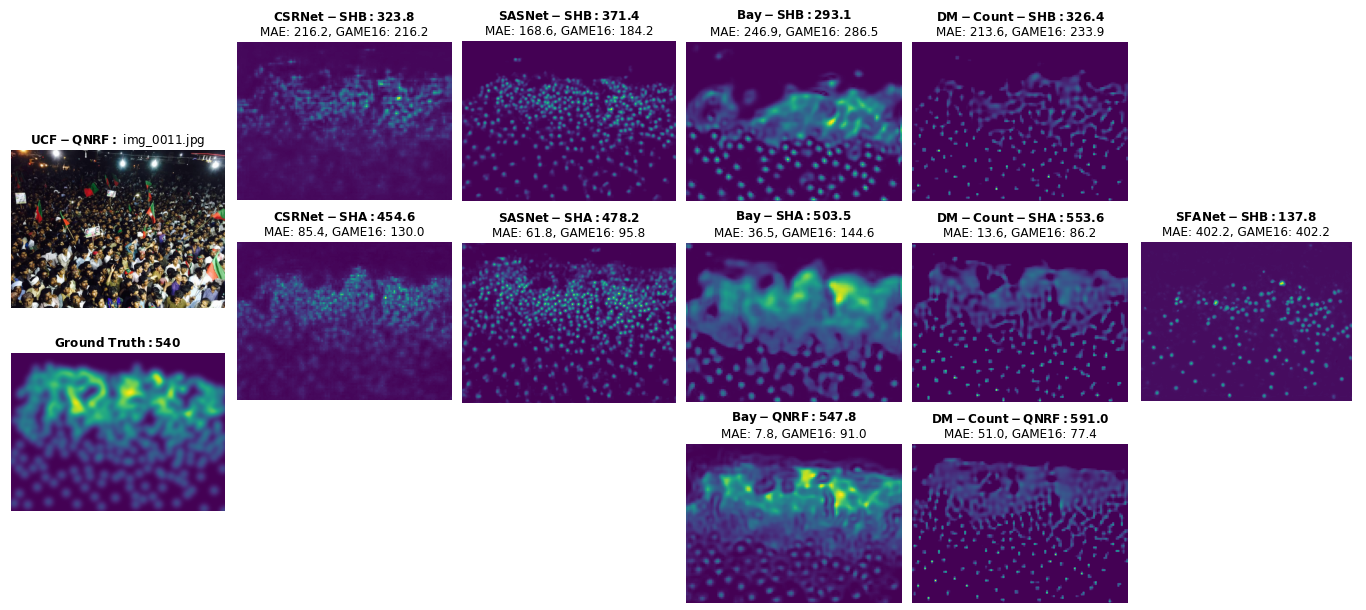 CSRNet−SHB: 323.8
MAE: 216.2, GAME16: 216.2
SASNet−SHB: 371.4
MAE: 168.6, GAME16: 184.2
Bay−SHB: 293.1
MAE: 246.9, GAME16: 286.5
DM−Count−SHB: 326.4
MAE: 213.6, GAME16: 233.9
UCF−QNRF: img_0011.jpg
CSRNet−SHA: 454.6
MAE: 85.4, GAME16: 130.0
SASNet−SHA: 478.2
MAE: 61.8, GAME16: 95.8
Bay−SHA: 503.5
MAE: 36.5, GAME16: 144.6
DM−Count−SHA: 553.6
MAE: 13.6, GAME16: 86.2
SFANet−SHB: 137.8
MAE: 402.2, GAME16: 402.2
Ground Truth: 540
Bay−QNRF: 547.8
MAE: 7.8, GAME16: 91.0
DM−Count−QNRF: 591.0
MAE: 51.0, GAME16: 77.4